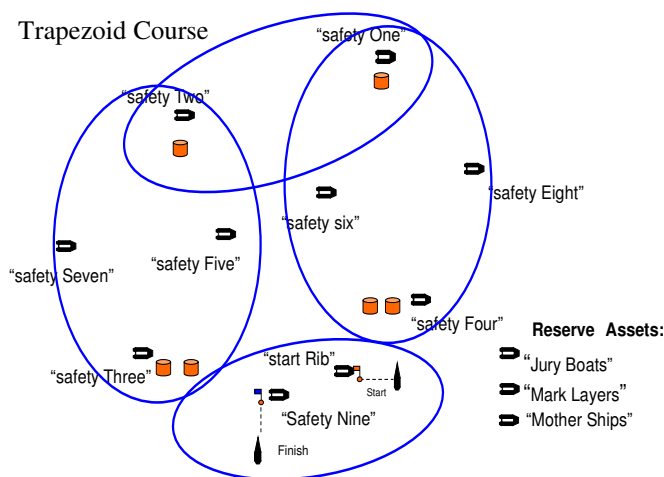 Trapezoid Course
“safety One”
“safety Two”
“safety Eight”
“safety six”
“safety Five”
“safety Seven”
“safety Four”
Reserve Assets:
“start Rib”
“Jury Boats”
“safety Three”
Start
“Mark Layers”
“Safety Nine”
“Mother Ships”
Finish